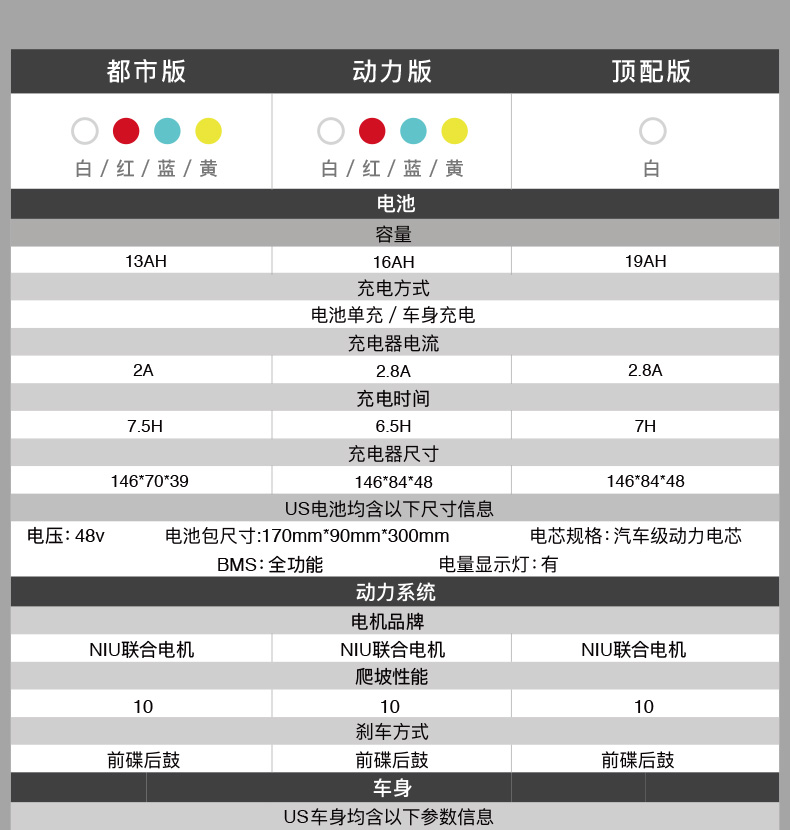 都市版 动力版 顶配版
白 / 红 / 蓝 / 黄 白 / 红 / 蓝 / 黄 白
电池
容量
13AH 16AH 19AH
充电方式
电池单充 / 车身充电
充电器电流
2A 2.8A 2.8A
充电时间
7.5H 6.5H 7H
充电器尺寸
146*70*39 146*84*48 146*84*48
US电池均含以下尺寸信息
电压：48v 电池包尺寸:170mm*90mm*300mm 电芯规格：汽车级动力电芯
BMS：全功能 电量显示灯：有
动力系统
电机品牌
NIU联合电机 NIU联合电机 NIU联合电机
爬坡性能
10 10 10
刹车方式
前碟后鼓 前碟后鼓 前碟后鼓
车身
US车身均含以下参数信息